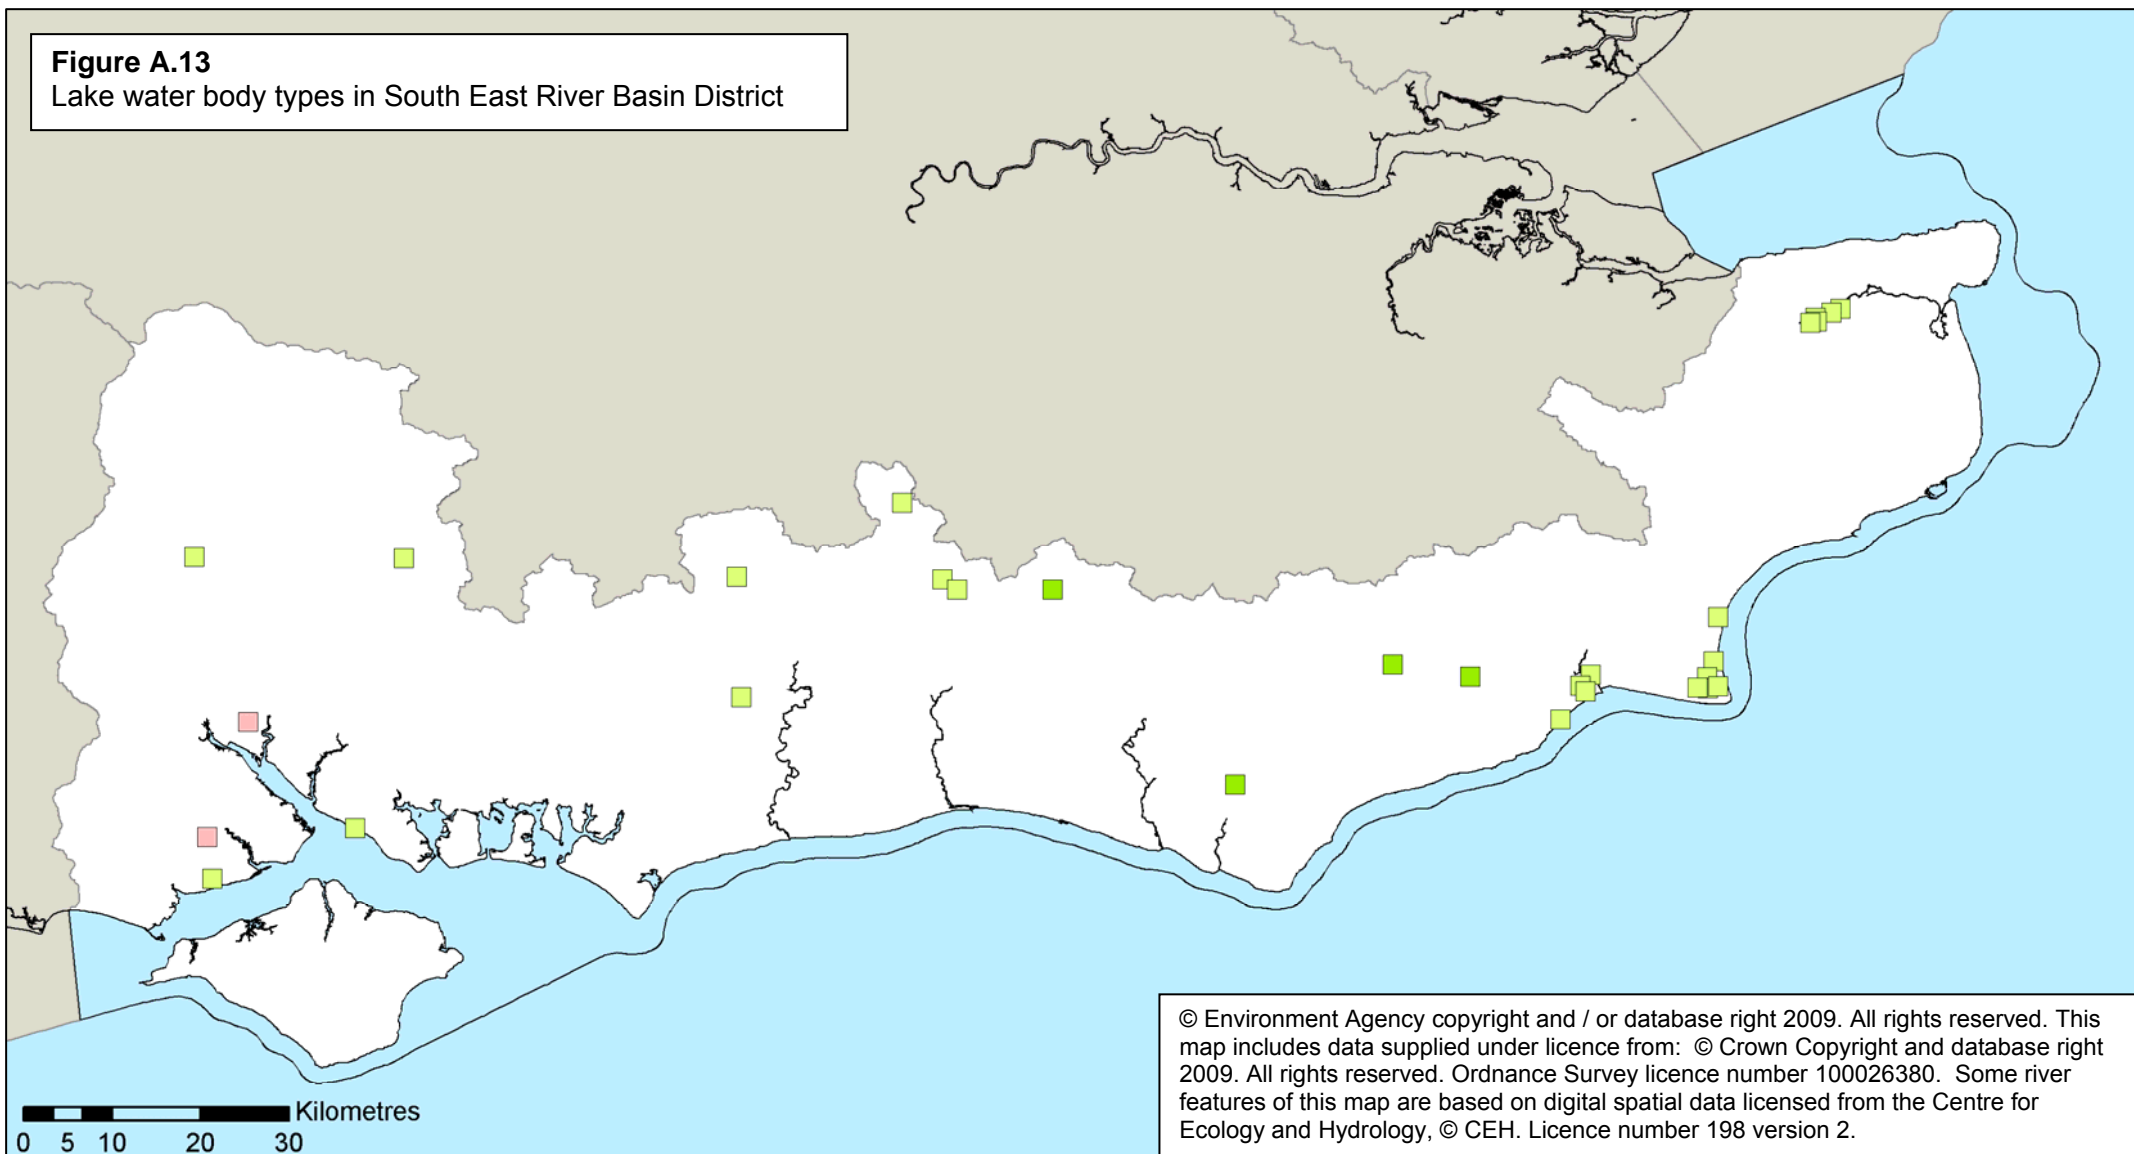 Figure A.13
Lake water body types in South East River Basin District
Kilometres
0 5 10 20 30
© Environment Agency copyright and / or database right 2009. All rights reserved. This
map includes data supplied under licence from: © Crown Copyright and database right
2009. All rights reserved. Ordnance Survey licence number 100026380. Some river
features of this map are based on digital spatial data licensed from the Centre for
Ecology and Hydrology, © CEH. Licence number 198 version 2.